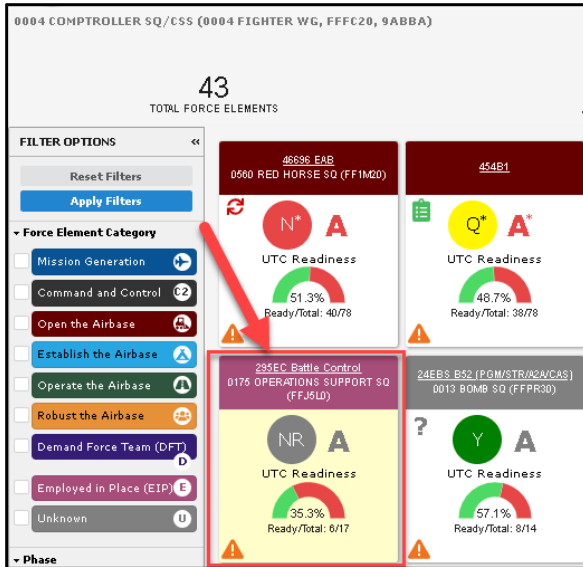 0004 COMPTROLLER SQ/CSS (0004 FIGHTER WG, FFFC20, 9ABBA)
43
TOTAL FORCE ELEMENTS
FILTER OPTIONS «
Reset Filters
Apply Filters
Force Element Category
Mission Generation
Command and Control C2
Open the Airbase
Establish the Airbase
Operate the Airbase
Robust the Airbase
Demand Force Team (DFT)
D
Employed in Place (EIP) E
Unknown U
Phase
46696 EAB
0560 RED HORSE SQ (FF1M20)
N* A
UTC Readiness
51.3%
Ready/Total: 40/78
454B1
Q* A*
UTC Readiness
48.7%
Ready/Total: 38/78
295EC Battle Control
0175 OPERATIONS SUPPORT SQ
(FFJ5L0)
NR A
UTC Readiness
35.3%
Ready/Total: 6/17
24EBS B52 (PGM/STR/A2A/CAS)
0013 BOMB SQ (FFPR30)
? Y A
UTC Readiness
57.1%
Ready/Total: 8/14